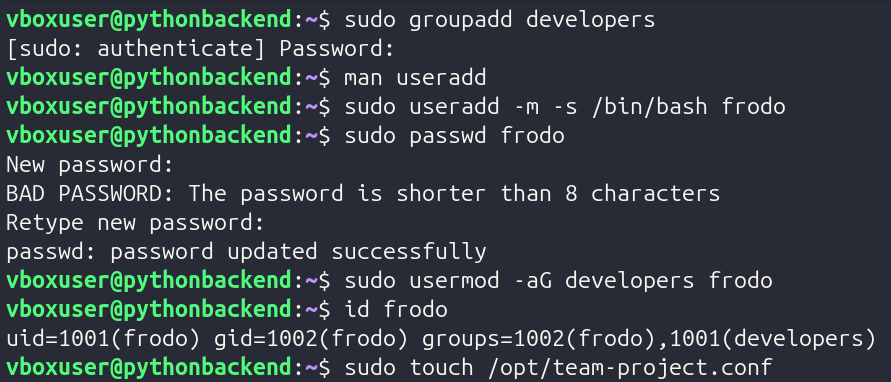 vboxuser@pythonbackend:~$ sudo groupadd developers
[sudo: authenticate] Password:
vboxuser@pythonbackend:~$ man useradd
vboxuser@pythonbackend:~$ sudo useradd -m -s /bin/bash frodo
vboxuser@pythonbackend:~$ sudo passwd frodo
New password:
BAD PASSWORD: The password is shorter than 8 characters
Retype new password:
passwd: password updated successfully
vboxuser@pythonbackend:~$ sudo usermod -aG developers frodo
vboxuser@pythonbackend:~$ id frodo
uid=1001(frodo) gid=1002(frodo) groups=1002(frodo),1001(developers)
vboxuser@pythonbackend:~$ sudo touch /opt/team-project.conf